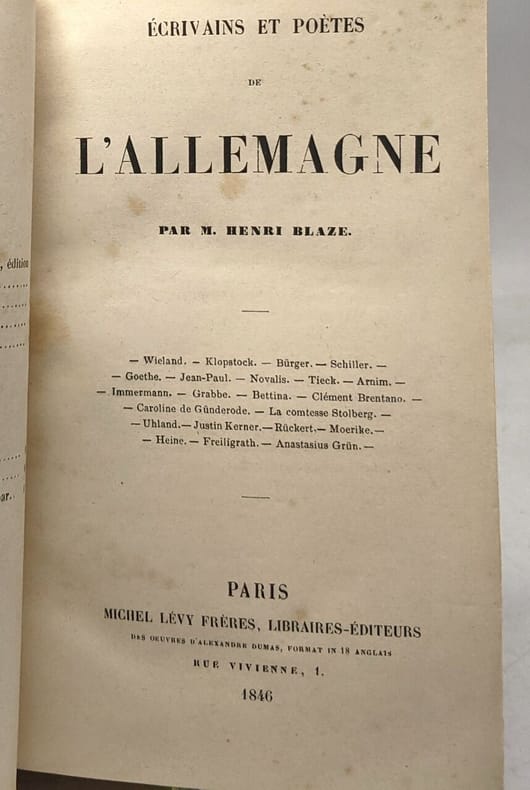 ÉCRIVAINS ET POÈTES
DE
L'ALLEMAGNE
PAR M. HENRI BLAZE.
— Wieland. — Klopstock. — Bürger. — Schiller. —
— Goethe. — Jean-Paul. — Novalis. — Tieck. — Arnim. —
— Immermann. — Grabbe. — Bettina. — Clément Brentano. —
— Caroline de Günderode. — La comtesse Stolberg. —
— Uhland. — Justin Kerner. — Rückert. — Moerike. —
— Heine. — Freiligrath. — Anastasius Grün. —
PARIS
MICHEL LÉVY FRÈRES, LIBRAIRES-ÉDITEURS
DES OEUVRES D'ALEXANDRE DUMAS, FORMAT IN 18 ANGLAIS
RUE VIVIENNE, 1.
1846
, édition